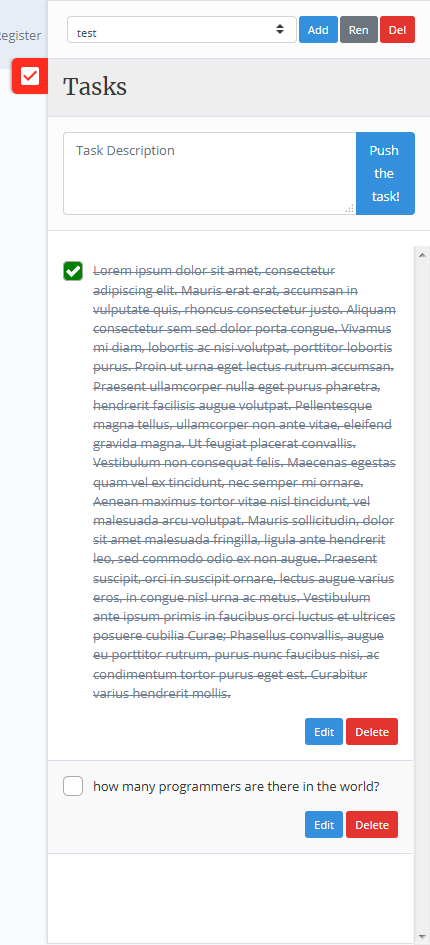 egister
test
Add
Ren
Del
Tasks
Task Description
Push
the
task!
Lorem ipsum dolor sit amet, consectetur
adipiscing elit. Mauris erat erat, accumsan in
vulputate quis, rhoncus consectetur justo. Aliquam
consectetur sem sed dolor porta congue. Vivamus
mi diam, lobortis ac nisi volutpat, porttitor lobortis
purus. Proin ut urna eget lectus rutrum accumsan.
Praesent ullamcorper nulla eget purus pharetra,
hendrerit facilisis augue volutpat. Pellentesque
magna tellus, ullamcorper non ante vitae, eleifend
gravida magna. Ut feugiat placerat convallis.
Vestibulum non consequat felis. Maecenas egestas
quam vel ex tincidunt, nec semper mi ornare.
Aenean maximus tortor vitae nisl tincidunt, vel
malesuada arcu volutpat. Mauris sollicitudin, dolor
sit amet malesuada fringilla, ligula ante hendrerit
leo, sed commodo odio ex non augue. Praesent
suscipit, orci in suscipit ornare, lectus augue varius
eros, in congue nisl urna ac metus. Vestibulum
ante ipsum primis in faucibus orci luctus et ultrices
posuere cubilia Curae; Phasellus convallis, augue
eu porttitor rutrum, purus nunc faucibus nisi, ac
condimentum tortor purus eget est. Curabitur
varius hendrerit mollis.
Edit
Delete
how many programmers are there in the world?
Edit
Delete